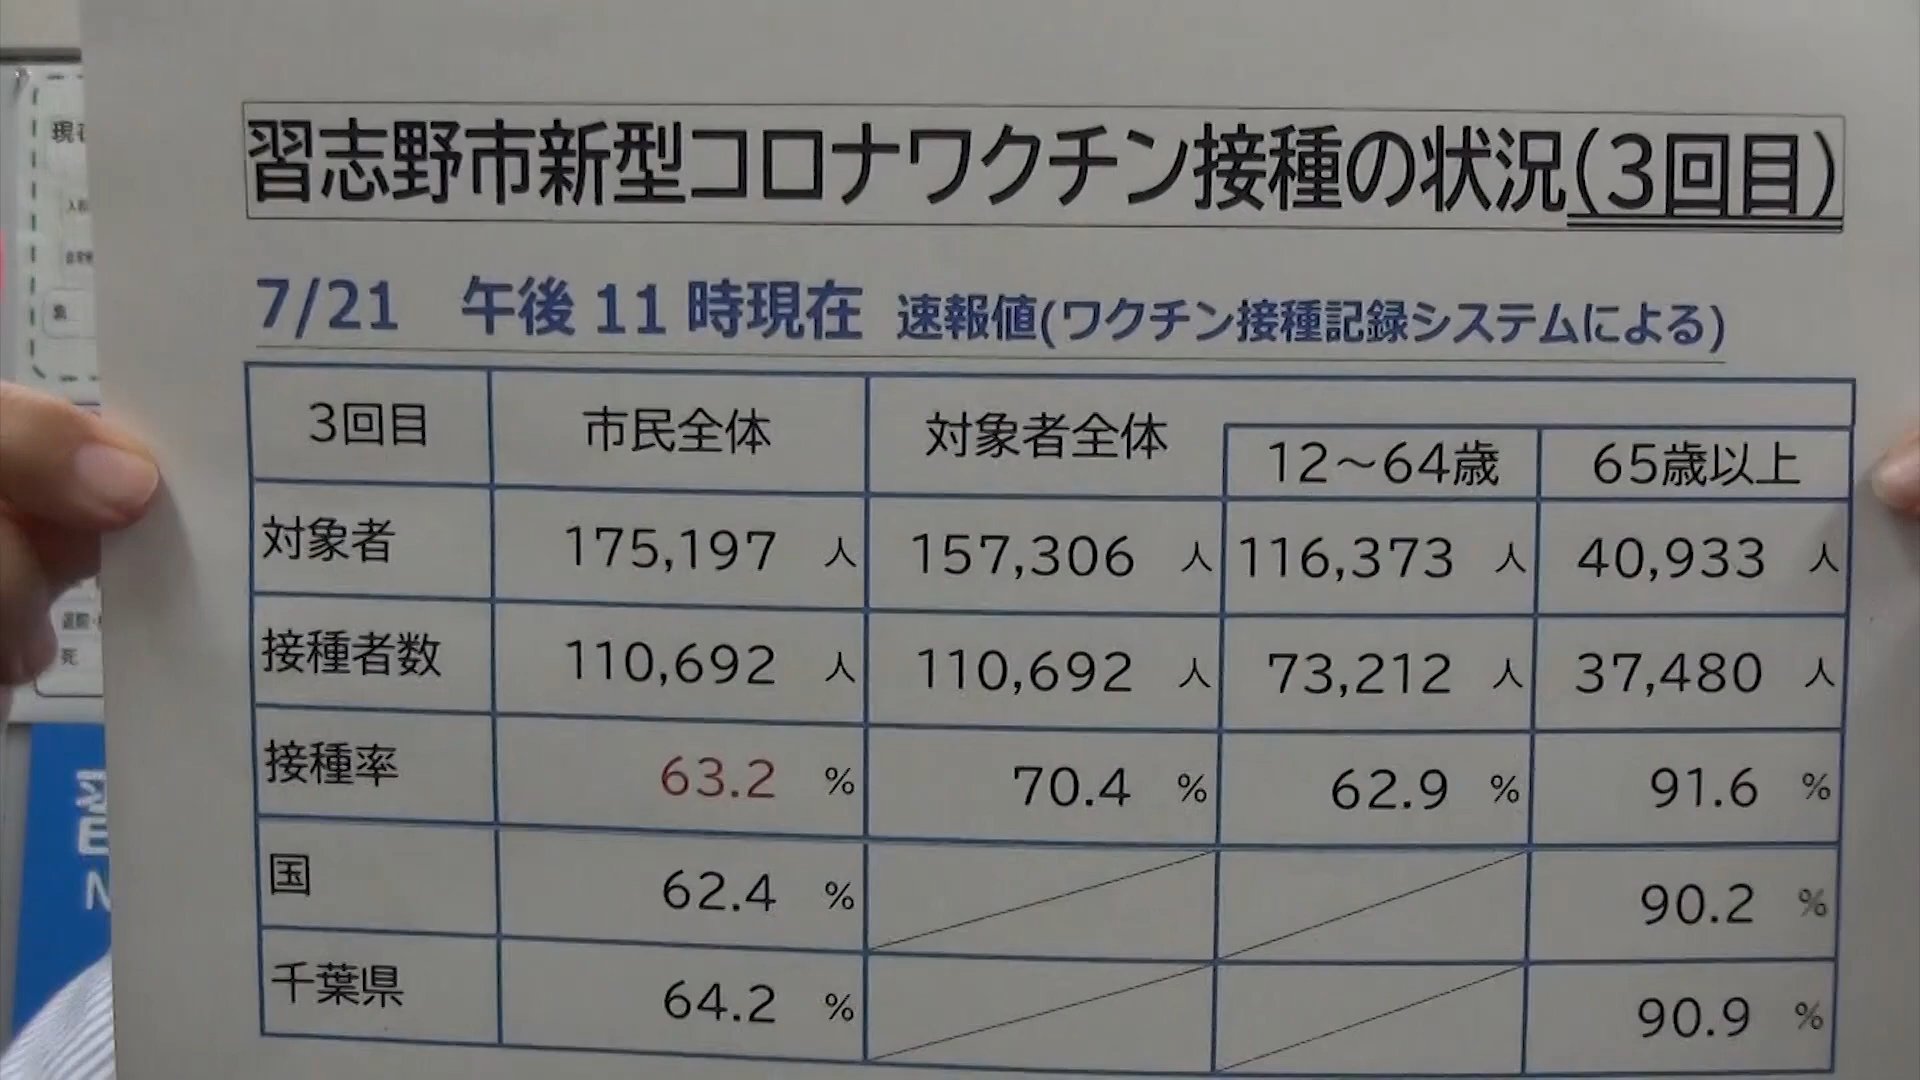 習志野市新型コロナワクチン接種の状況(3回目)
7/21 午後11時現在 速報値(ワクチン接種記録システムによる)
3回目 市民全体 対象者全体 12～64歳 65歳以上
対象者 175,197 人 157,306 人 116,373 人 40,933 人
接種者数 110,692 人 110,692 人 73,212 人 37,480 人
接種率 63.2 % 70.4 % 62.9 % 91.6 %
国 62.4 % 90.2 %
千葉県 64.2 % 90.9 %